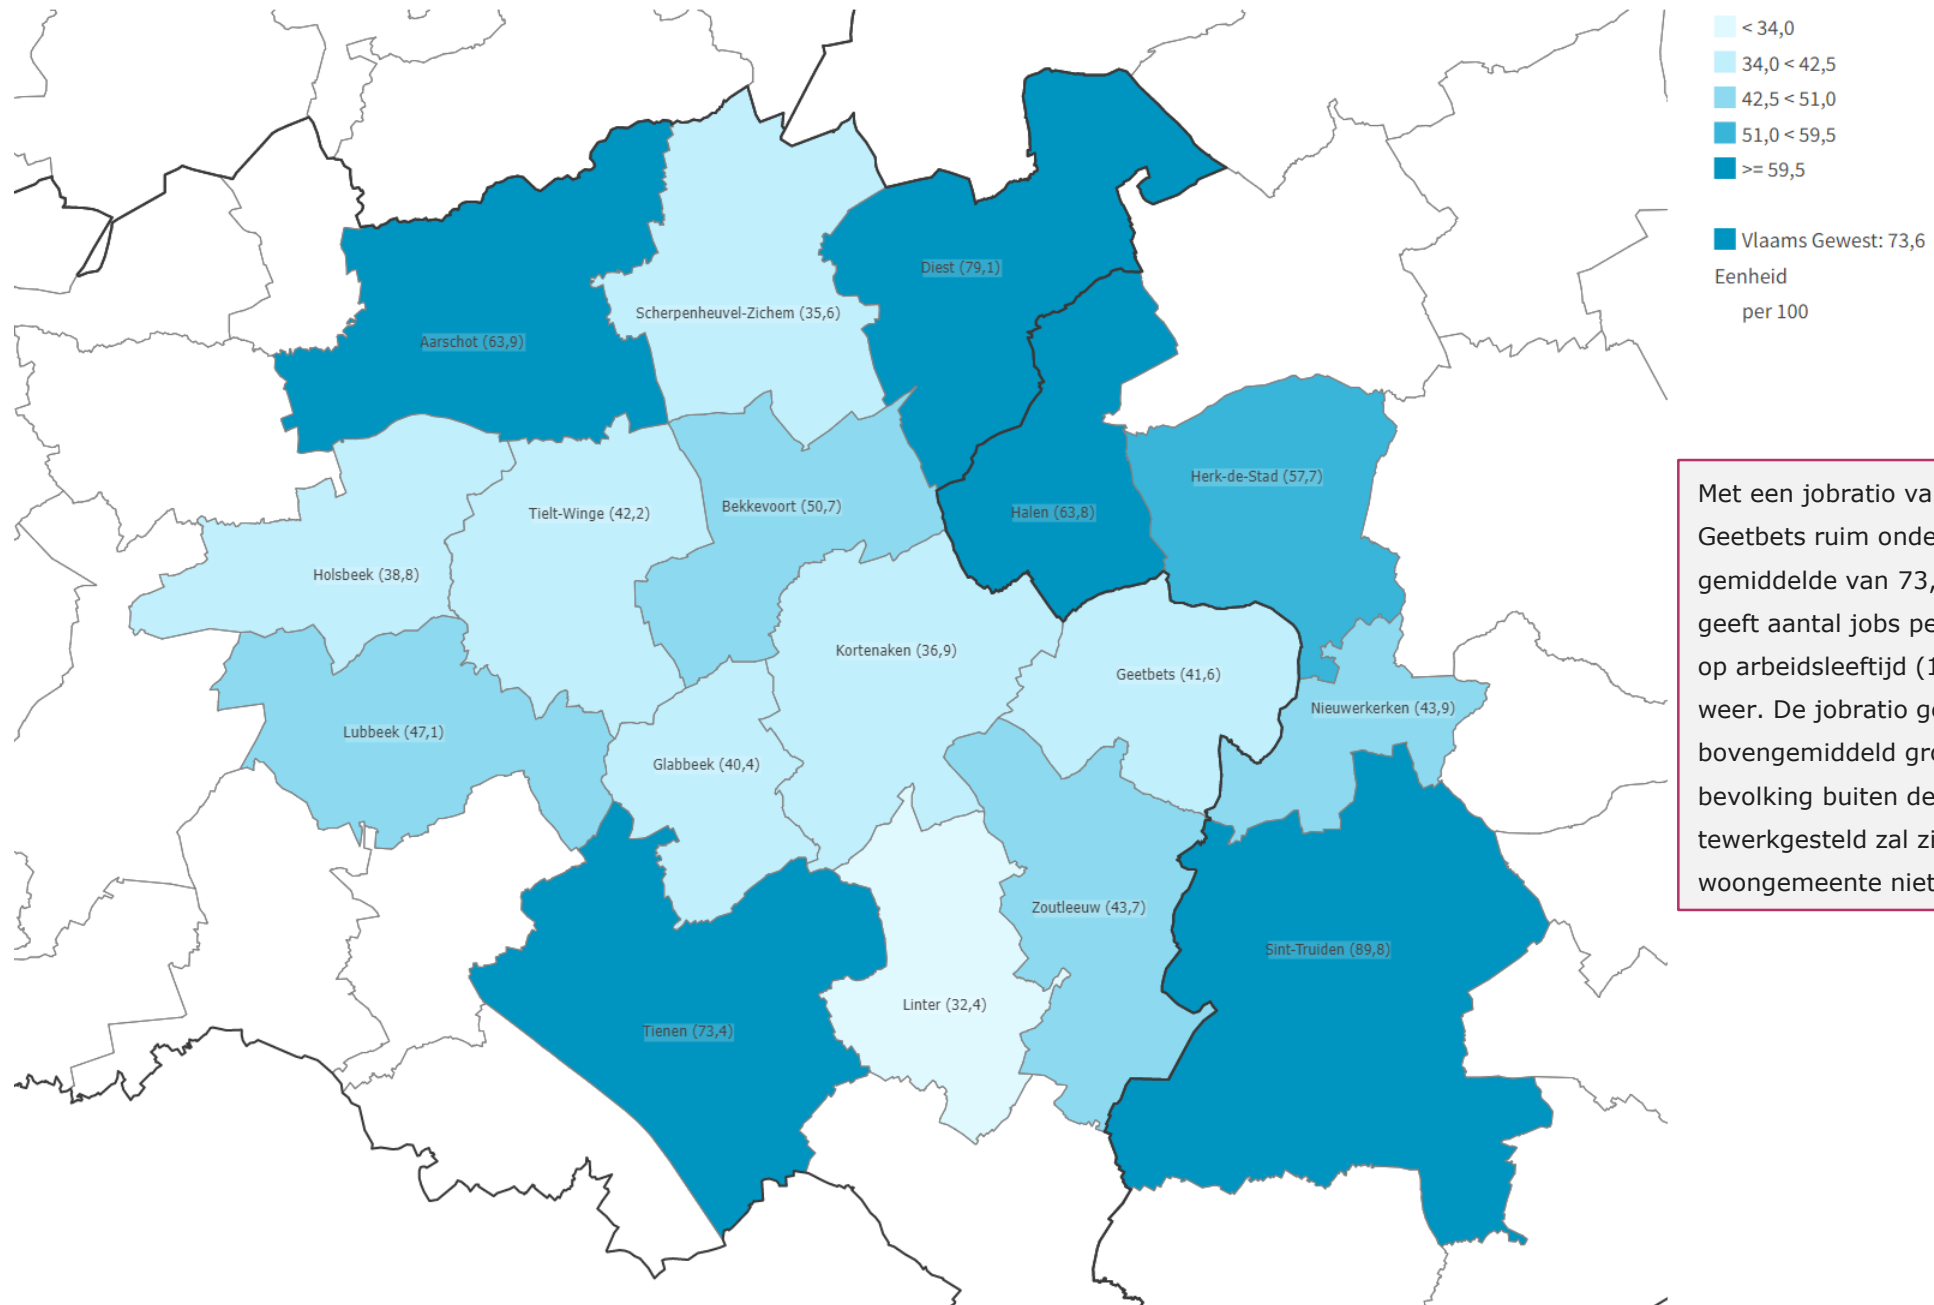 < 34,0
34,0 < 42,5
42,5 < 51,0
51,0 < 59,5
>= 59,5
Vlaams Gewest: 73,6
Eenheid
per 100
Diest (79,1)
Scherpenheuvel-Zichem (35,6)
Aarschot (63,9)
Herk-de-Stad (57,7)
Bekkevoort (50,7)
Tielt-Winge (42,2)
Halen (63,8)
Holsbeek (38,8)
Kortenaken (36,9)
Geetbets (41,6)
Nieuwerkerken (43,9)
Lubbeek (47,1)
Glabbeek (40,4)
Zoutleeuw (43,7)
Sint-Truiden (89,8)
Linter (32,4)
Tienen (73,4)
Met een jobratio va
Geetbets ruim onde
gemiddelde van 73,
geeft aantal jobs pe
op arbeidsleeftijd (1
weer. De jobratio ge
bovengemiddeld gro
bevolking buiten de
tewerkgesteld zal zi
woongemeente niet